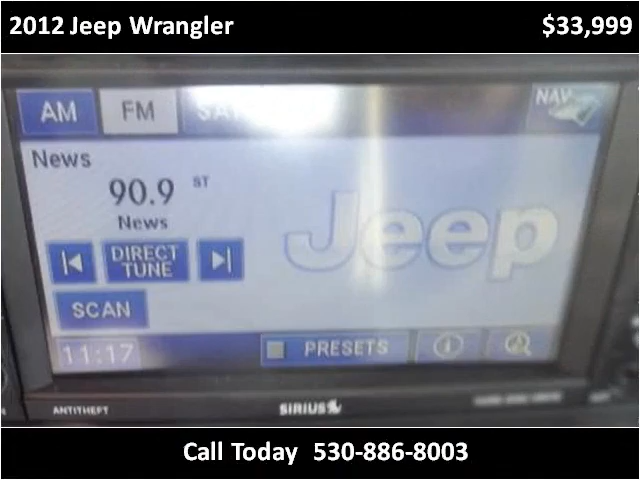 2012 Jeep Wrangler $33,999
AM FM SAT NAV
News
90.9 ST
News
Jeep
DIRECT
TUNE
SCAN
11:17 PRESETS
ANTITHEFT SIRIUS
Call Today 530-886-8003